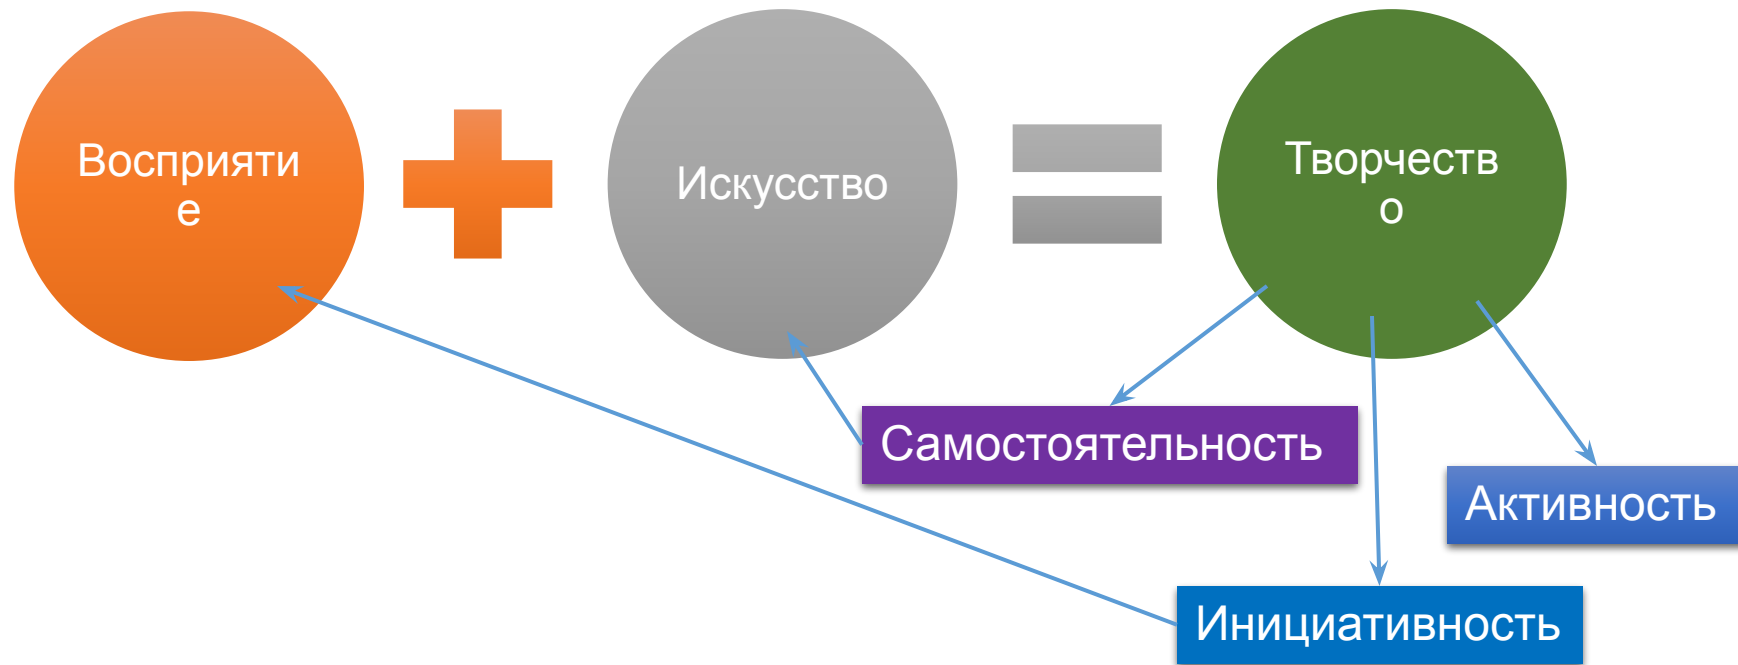 Восприяти
е
Искусство
Творчеств
о
Самостоятельность
Активность
Инициативность